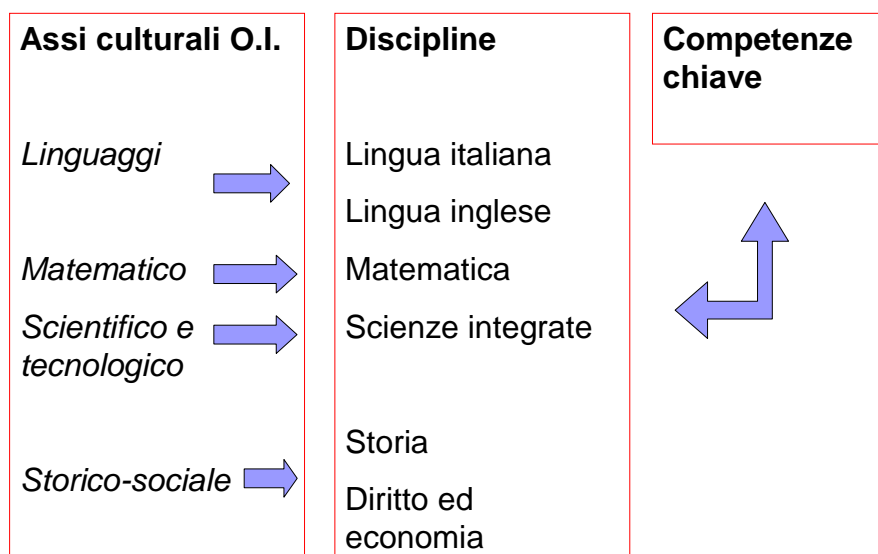 Assi culturali O.I.
Linguaggi
Matematico
Scientifico e
tecnologico
Storico-sociale
Discipline
Lingua italiana
Lingua inglese
Matematica
Scienze integrate
Storia
Diritto ed
economia
Competenze
chiave